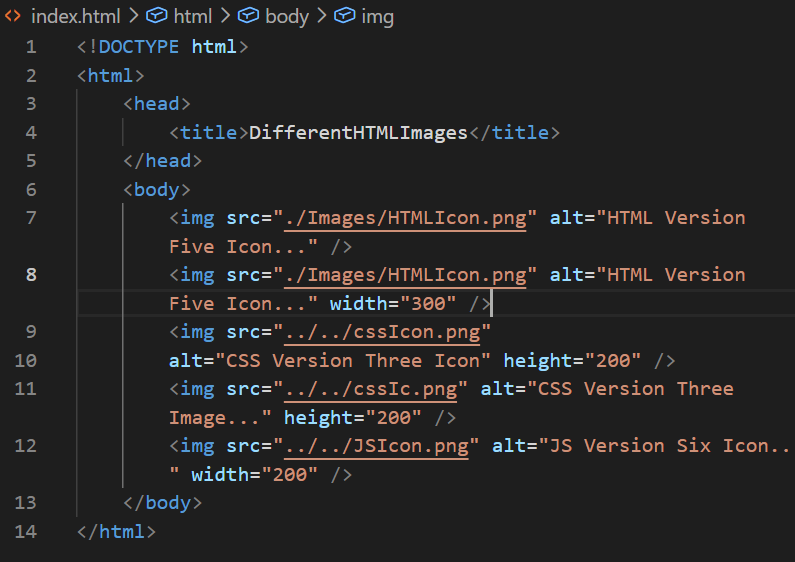 index.html > html > body > img
1 <!DOCTYPE html>
2 <html>
3 <head>
4 <title>DifferentHTMLImages</title>
5 </head>
6 <body>
7 <img src="./Images/HTMLIcon.png" alt="HTML Version
Five Icon..." />
8 <img src="./Images/HTMLIcon.png" alt="HTML Version
Five Icon..." width="300" />
9 <img src="../../cssIcon.png"
10 alt="CSS Version Three Icon" height="200" />
11 <img src="../../cssIc.png" alt="CSS Version Three
Image..." height="200" />
12 <img src="../../JSIcon.png" alt="JS Version Six Icon..
" width="200" />
13 </body>
14 </html>